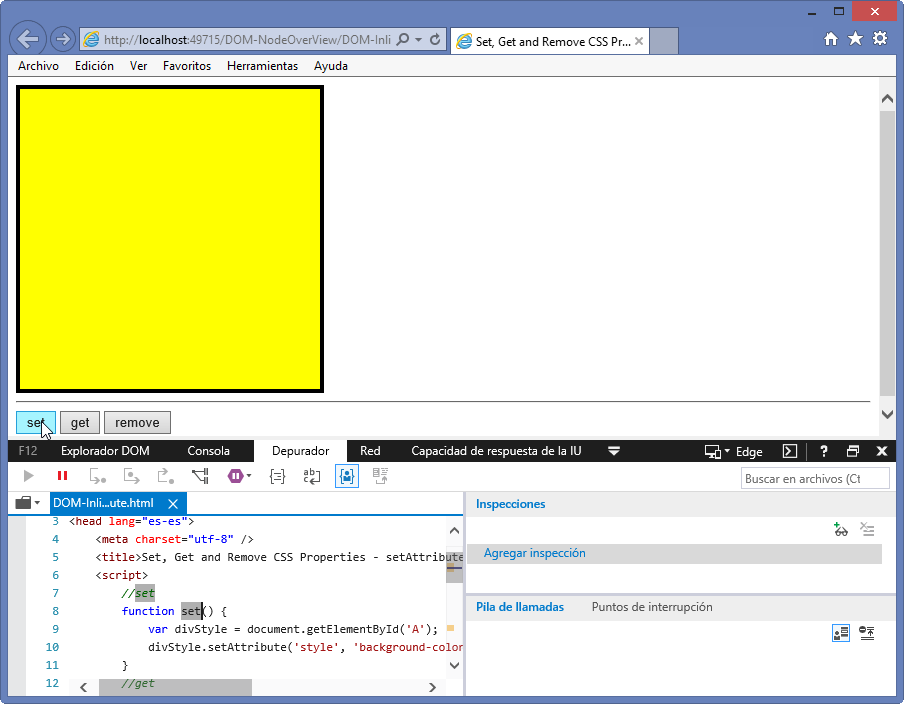 http://localhost:49715/DOM-NodeOverView/DOM-Inli
Set, Get and Remove CSS Pr...
Archivo Edición Ver Favoritos Herramientas Ayuda
set get remove
F12 Explorador DOM Consola Depurador Red Capacidad de respuesta de la IU Edge ?
Buscar en archivos (Ct
DOM-Inli...ute.html
Inspecciones
Agregar inspección
Pila de llamadas Puntos de interrupción
3 <head lang="es-es">
4 <meta charset="utf-8" />
5 <title>Set, Get and Remove CSS Properties - setAttribute
6 <script>
7 //set
8 function set() {
9 var divStyle = document.getElementById('A');
10 divStyle.setAttribute('style', 'background-color
11 }
12 //get